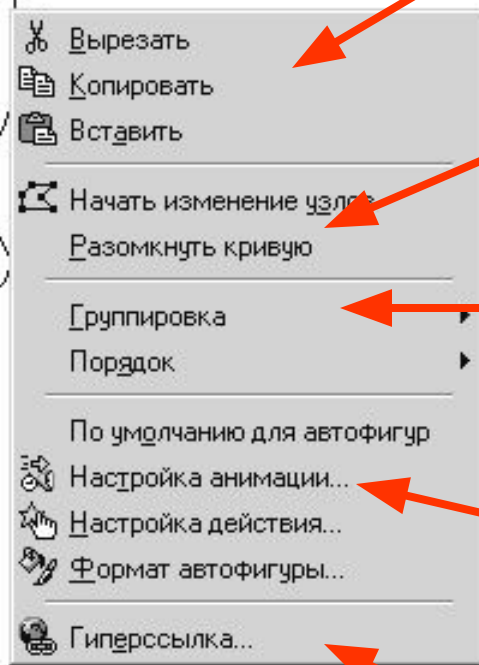 Вырезать
Копировать
Вставить
Начать изменение узлов
Разомкнуть кривую
Группировка
Порядок
По умолчанию для автофигур
Настройка анимации...
Настройка действия...
Формат автофигуры...
Гиперссылка...